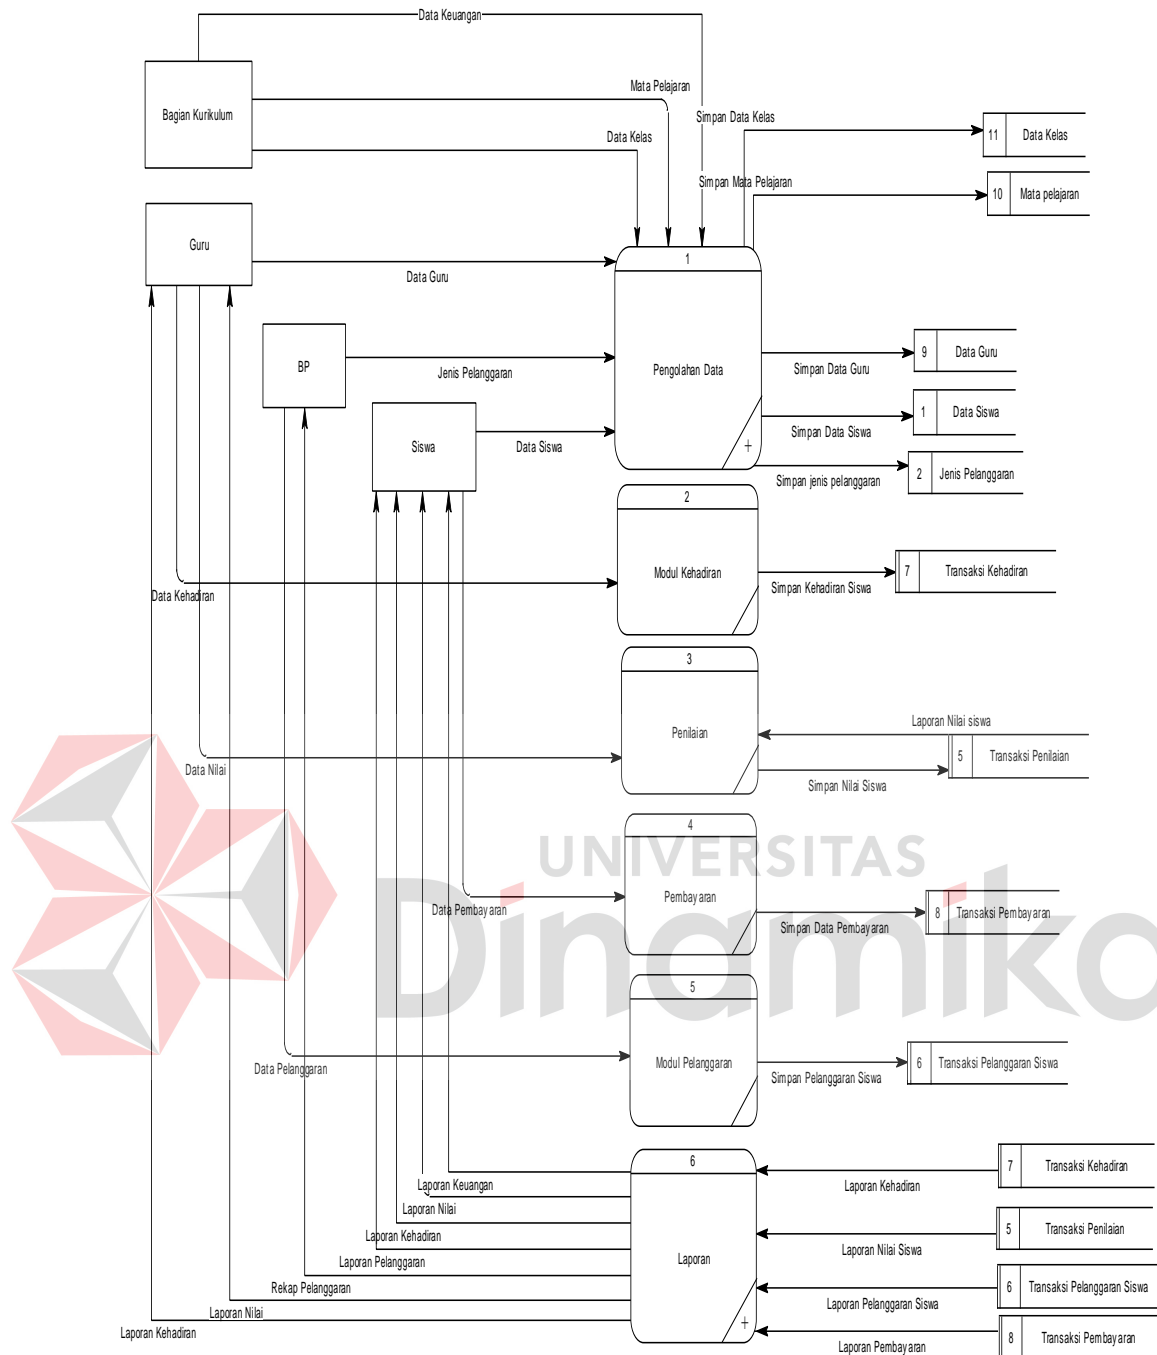 Data Keuangan
Bagian Kurikulum
Mata Pelajaran
Data Kelas
Simpan Data Kelas
11 Data Kelas
Simpan Mata Pelajaran
10 Mata pelajaran
Guru
Data Guru
1
Pengolahan Data
BP
Jenis Pelanggaran
Simpan Data Guru
9 Data Guru
Siswa
Data Siswa
Simpan Data Siswa
1 Data Siswa
+
Simpan jenis pelanggaran
2 Jenis Pelanggaran
2
Modul Kehadiran
Data Kehadiran
Simpan Kehadiran Siswa
7 Transaksi Kehadiran
3
Penilaian
Data Nilai
Laporan Nilai siswa
5 Transaksi Penilaian
Simpan Nilai Siswa
UNIVERSITAS
Dinamika
4
Pembayaran
Data Pembayaran
Simpan Data Pembayaran
8 Transaksi Pembayaran
5
Modul Pelanggaran
Data Pelanggaran
Simpan Pelanggaran Siswa
6 Transaksi Pelanggaran Siswa
6
Laporan
+
Laporan Keuangan
Laporan Nilai
Laporan Kehadiran
Laporan Pelanggaran
Rekap Pelanggaran
Laporan Nilai
Laporan Kehadiran
7 Transaksi Kehadiran
Laporan Kehadiran
5 Transaksi Penilaian
Laporan Nilai Siswa
6 Transaksi Pelanggaran Siswa
Laporan Pelanggaran Siswa
8 Transaksi Pembayaran
Laporan Pembayaran